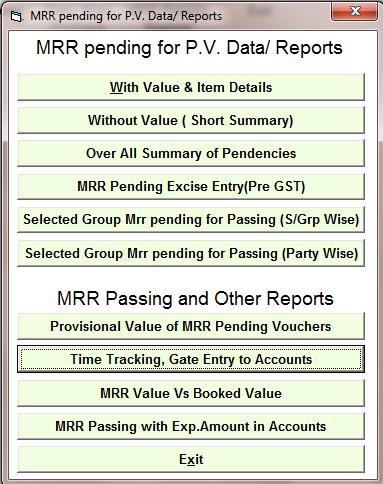 MRR pending for P.V. Data/ Reports
MRR pending for P.V. Data/ Reports
With Value & Item Details
Without Value ( Short Summary)
Over All Summary of Pendencies
MRR Pending Excise Entry(Pre GST)
Selected Group Mrr pending for Passing (S/Grp Wise)
Selected Group Mrr pending for Passing (Party Wise)
MRR Passing and Other Reports
Provisional Value of MRR Pending Vouchers
Time Tracking, Gate Entry to Accounts
MRR Value Vs Booked Value
MRR Passing with Exp.Amount in Accounts
Exit